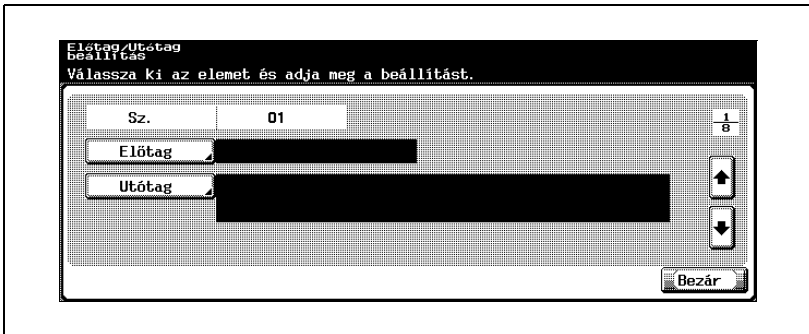 Előtag/Utótag
beállítás
Válassza ki az elemet és adja meg a beállítást.
Sz. 01
1
8
Előtag
Utótag
Bezár